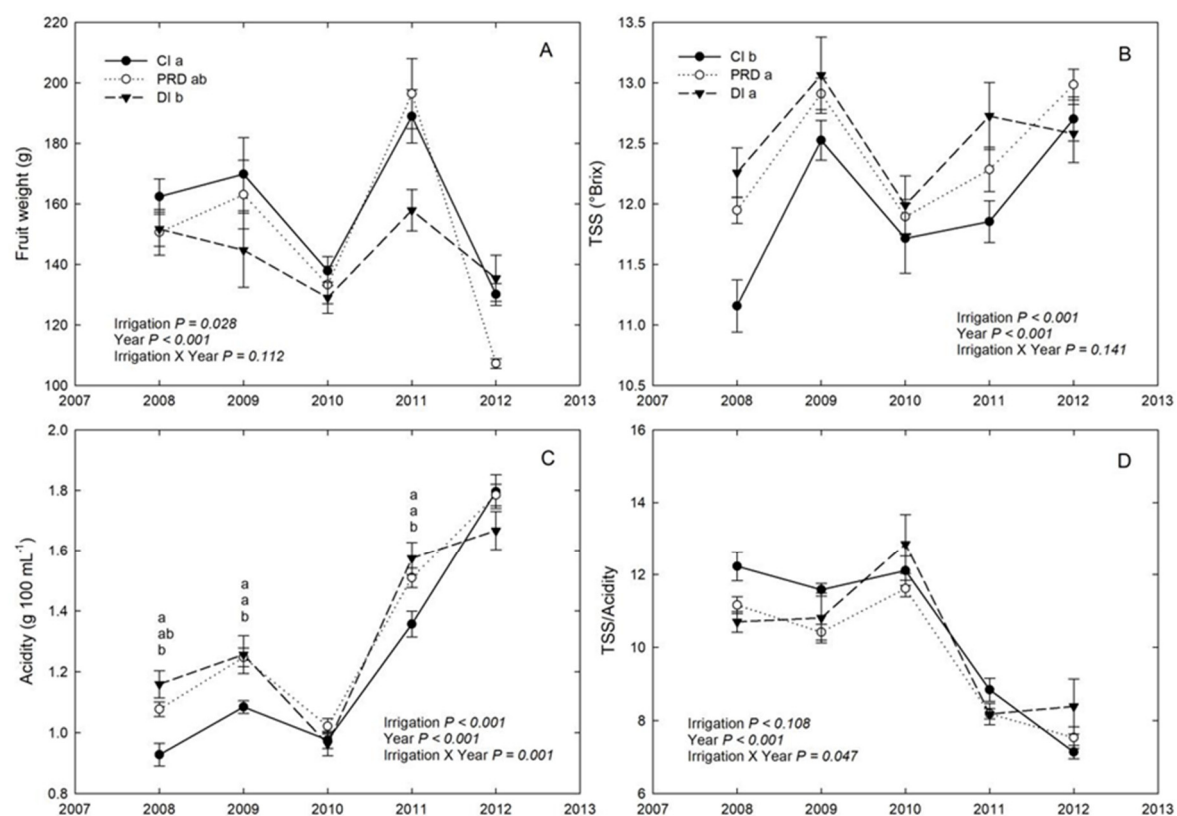 A
CI a
PRD ab
DI b
Fruit weight (g)
220
200
180
160
140
120
100
Irrigation P = 0.028
Year P < 0.001
Irrigation X Year P = 0.112
2007 2008 2009 2010 2011 2012 2013
B
CI b
PRD a
DI a
TSS (°Brix)
13.5
13.0
12.5
12.0
11.5
11.0
10.5
Irrigation P < 0.001
Year P < 0.001
Irrigation X Year P = 0.141
2007 2008 2009 2010 2011 2012 2013
C
Acidity (g 100 mL⁻¹)
2.0
1.8
1.6
1.4
1.2
1.0
0.8
a
ab
b
a
a
b
a
a
b
Irrigation P < 0.001
Year P < 0.001
Irrigation X Year P = 0.001
2007 2008 2009 2010 2011 2012 2013
D
TSS/Acidity
16
14
12
10
8
6
Irrigation P < 0.108
Year P < 0.001
Irrigation X Year P = 0.047
2007 2008 2009 2010 2011 2012 2013